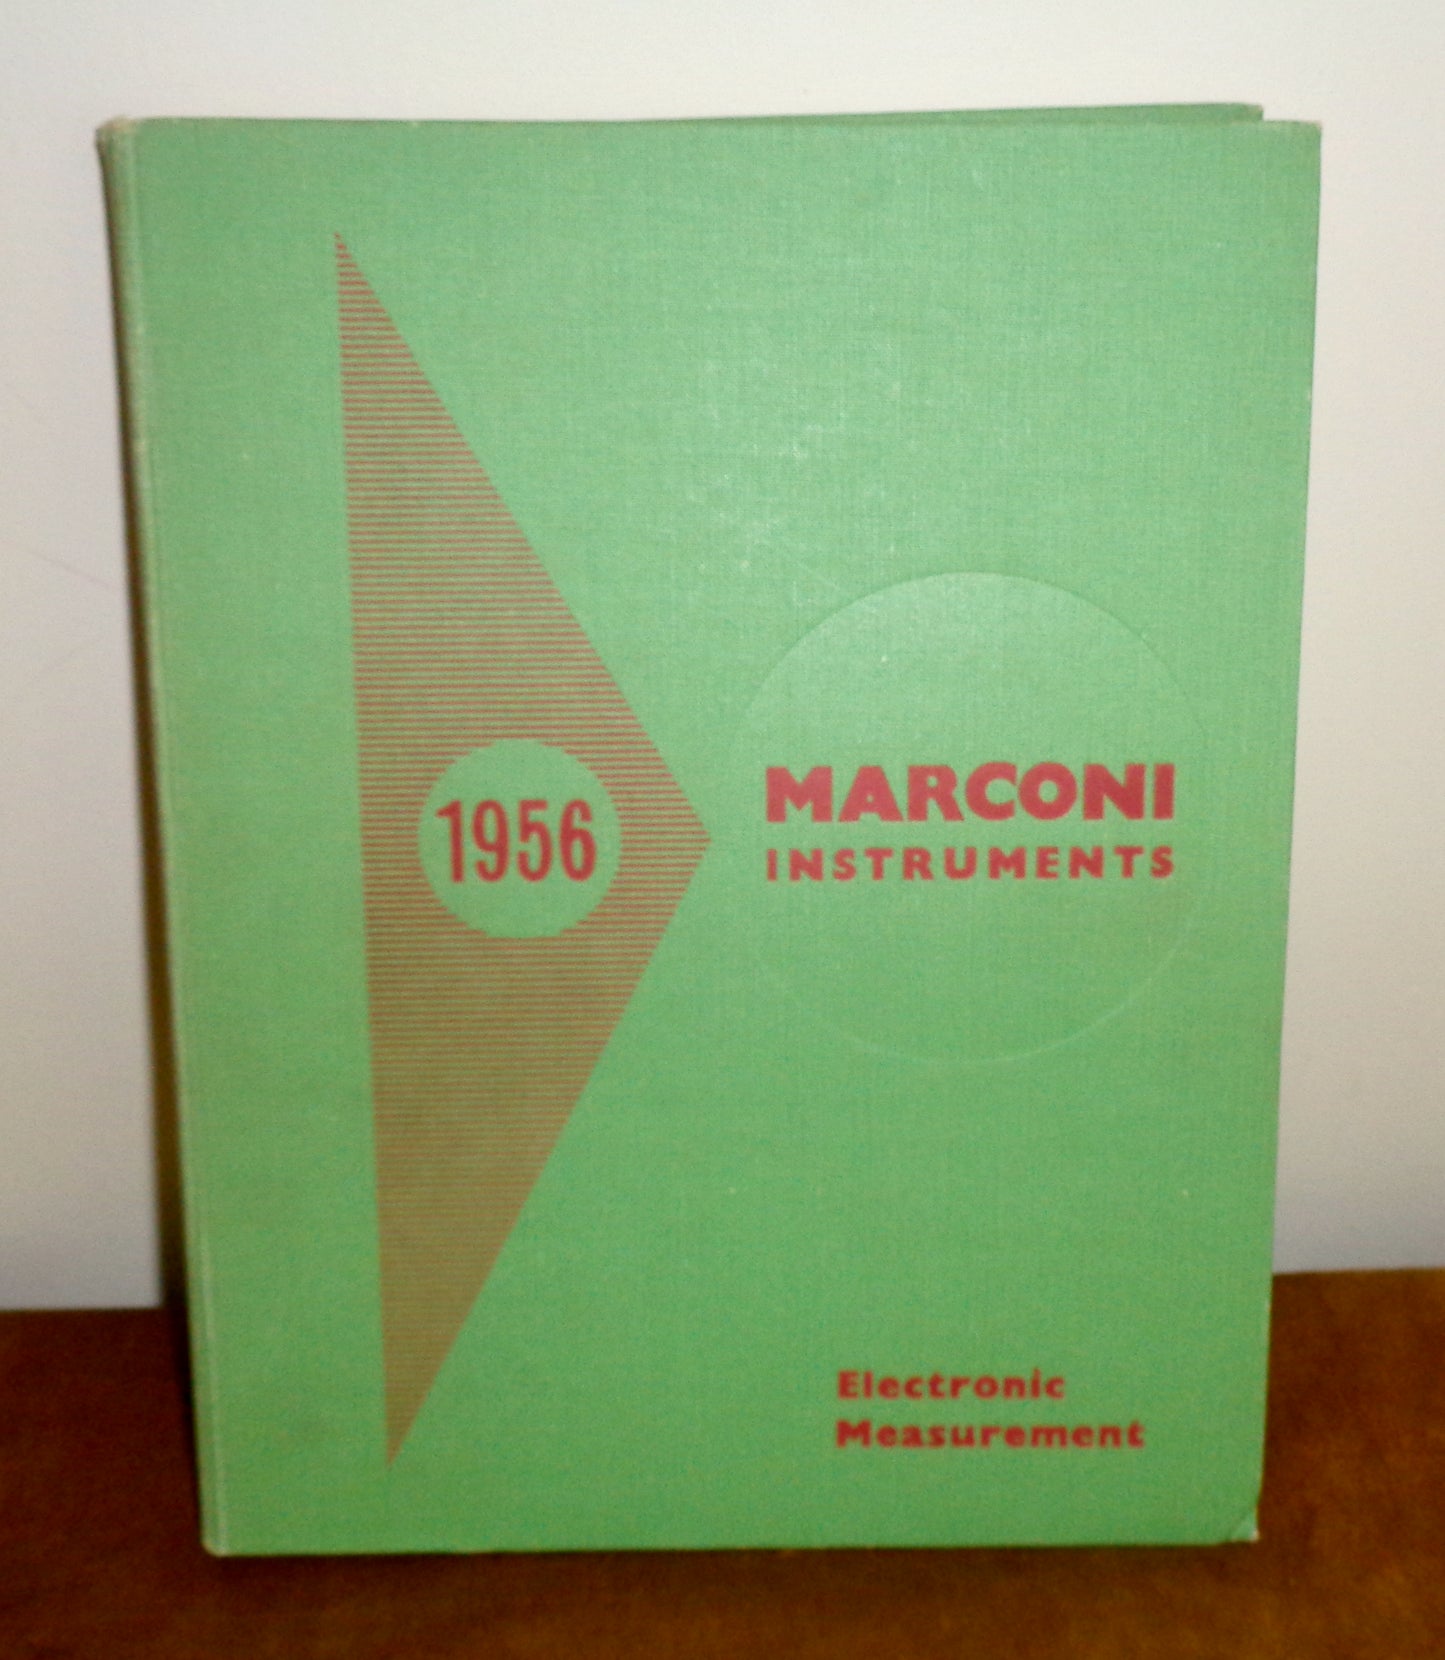 1956
MARCONI
INSTRUMENTS
Electronic
Measurement